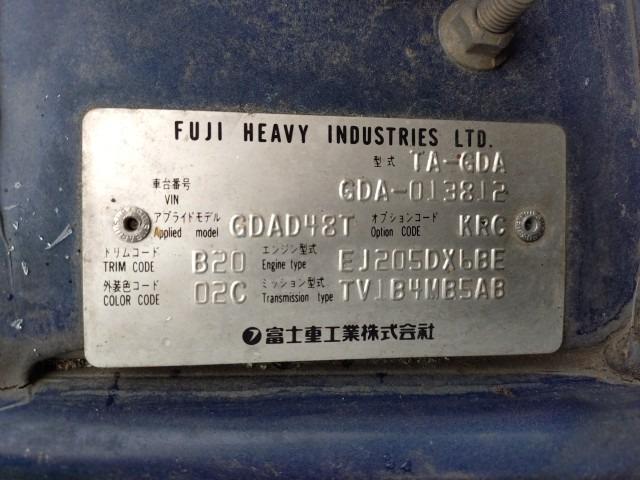 FUJI HEAVY INDUSTRIES LTD.
型式 TA-GDA
車台番号 VIN GDA-013812
アプライドモデル Applied model GDAD48T オプションコード Option CODE KRC
トリムコード TRIM CODE B20 エンジン型式 Engine type EJ205DX6BE
外装色コード COLOR CODE 02C ミッション型式 Transmission type TV1B4MB5AB
富士重工業株式会社